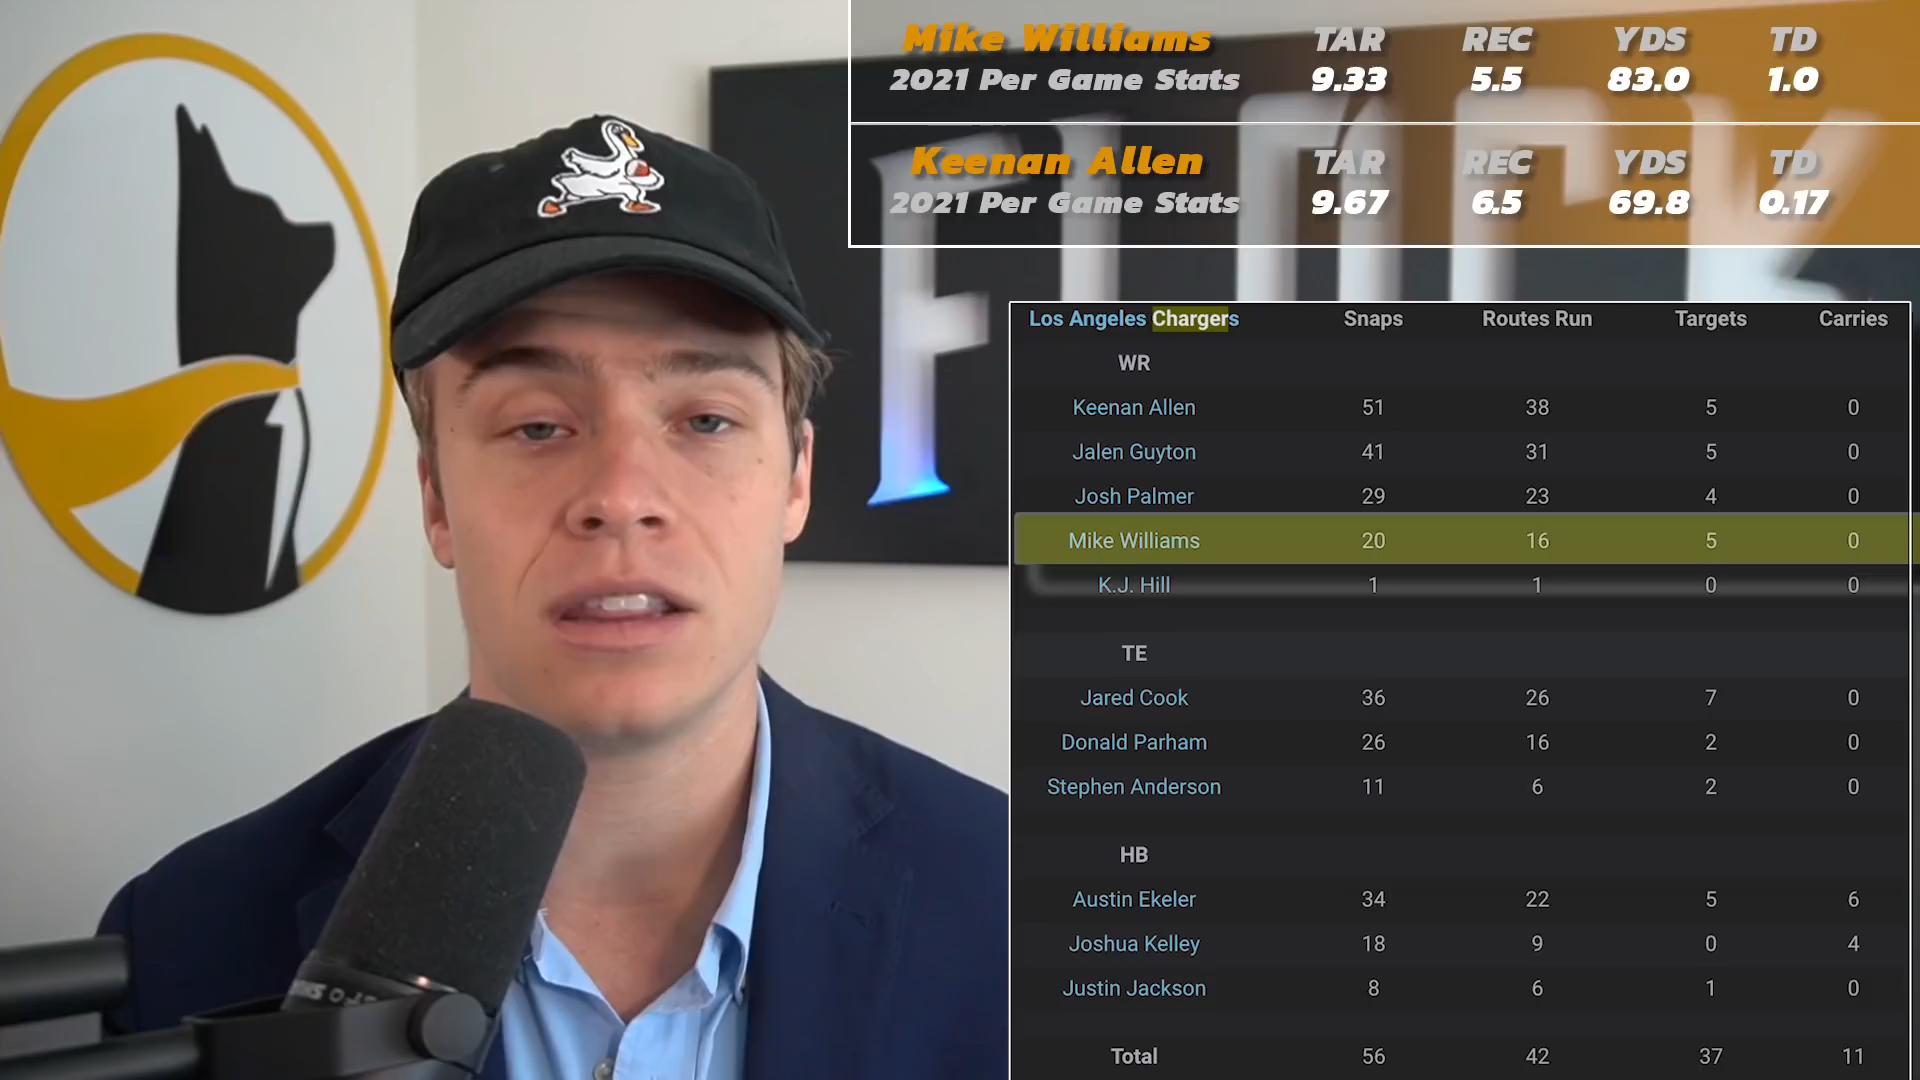 Mike Williams TAR REC YDS TD
2021 Per Game Stats 9.33 5.5 83.0 1.0
Keenan Allen TAR REC YDS TD
2021 Per Game Stats 9.67 6.5 69.8 0.17
Los Angeles Chargers Snaps Routes Run Targets Carries
WR
Keenan Allen 51 38 5 0
Jalen Guyton 41 31 5 0
Josh Palmer 29 23 4 0
Mike Williams 20 16 5 0
K.J. Hill 1 1 0 0
TE
Jared Cook 36 26 7 0
Donald Parham 26 16 2 0
Stephen Anderson 11 6 2 0
HB
Austin Ekeler 34 22 5 6
Joshua Kelley 18 9 0 4
Justin Jackson 8 6 1 0
Total 56 42 37 11